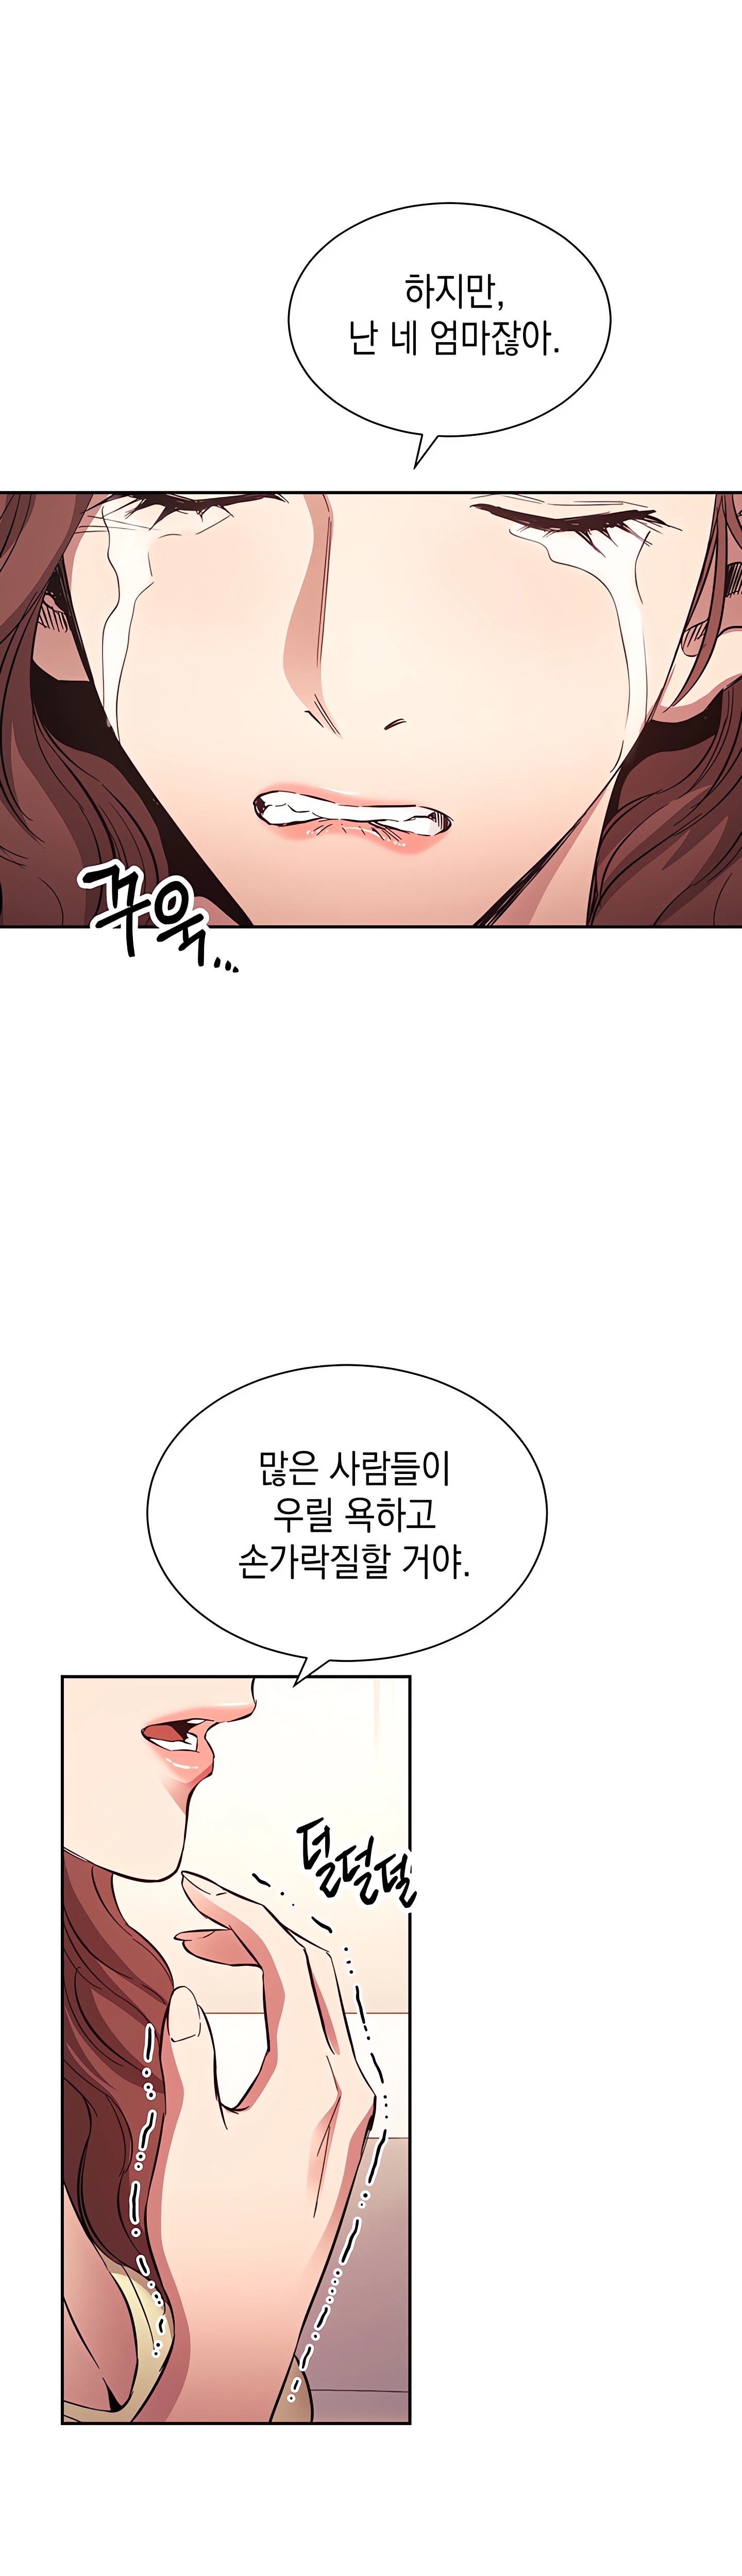 하지만,
난 네 엄마잖아.
꾸욱...
많은 사람들이
우릴 욕하고
손가락질할 거야.
덜덜덜